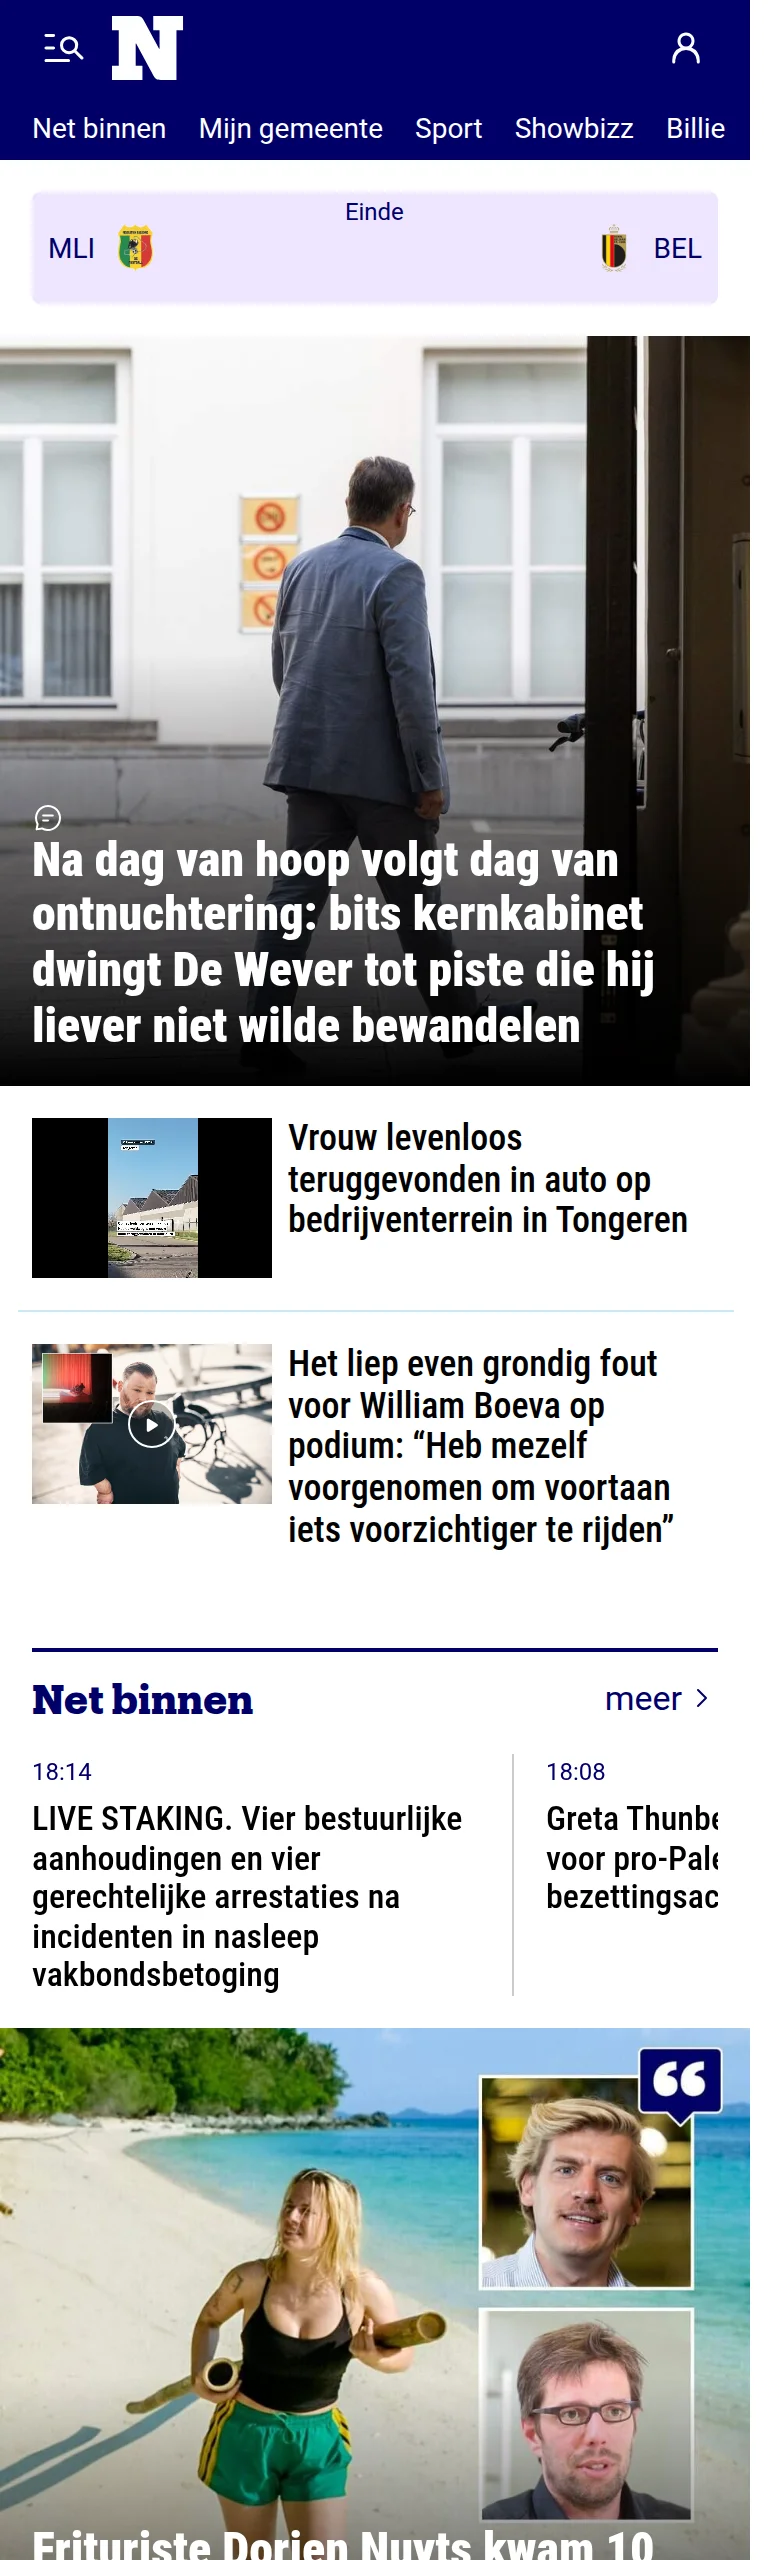 N
Net binnen Mijn gemeente Sport Showbizz Billie
Einde
MLI BEL
Na dag van hoop volgt dag van
ontnuchtering: bits kernkabinet
dwingt De Wever tot piste die hij
liever niet wilde bewandelen
Vrouw levenloos
teruggevonden in auto op
bedrijventerrein in Tongeren
Het liep even grondig fout
voor William Boeva op
podium: “Heb mezelf
voorgenomen om voortaan
iets voorzichtiger te rijden”
Net binnen meer
18:14
LIVE STAKING. Vier bestuurlijke
aanhoudingen en vier
gerechtelijke arrestaties na
incidenten in nasleep
vakbondsbetoging
18:08
Greta Thunbe
voor pro-Pale
bezettingsac
Frituriste Dorien Nuyts kwam 10